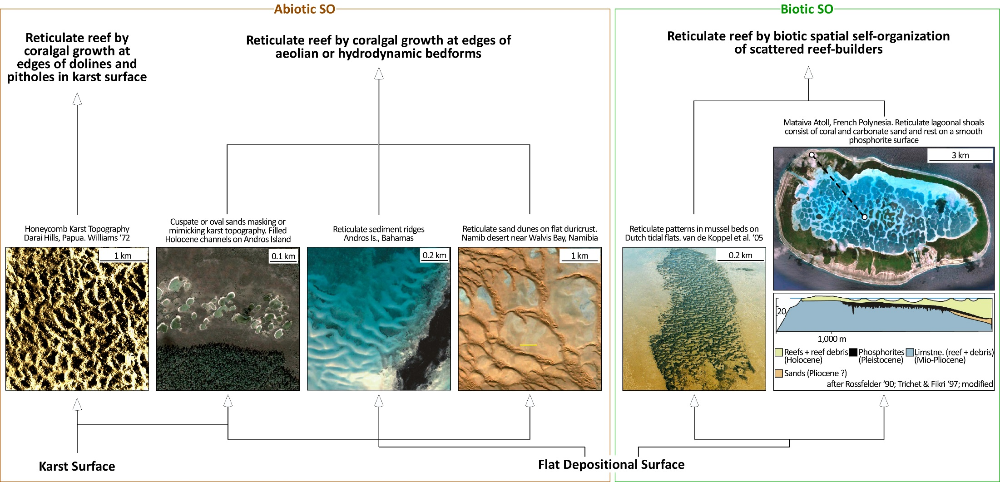 Abiotic SO
Biotic SO
Reticulate reef by
coralgal growth at
edges of dolines and
pitholes in karst surface
Reticulate reef by coralgal growth at edges of
aeolian or hydrodynamic bedforms
Reticulate reef by biotic spatial self-organization
of scattered reef-builders
Mataiva Atoll, French Polynesia. Reticulate lagoonal shoals
consist of coral and carbonate sand and rest on a smooth
phosphorite surface
3 km
Honeycomb Karst Topography
Darai Hills, Papua. Williams ‘72
1 km
Cuspate or oval sands masking or
mimicking karst topography. Filled
Holocene channels on Andros Island
0.1 km
Reticulate sediment ridges
Andros Is., Bahamas
0.2 km
Reticulate sand dunes on flat duricrust.
Namib desert near Walvis Bay, Namibia
1 km
Reticulate patterns in mussel beds on
Dutch tidal flats. van de Koppel et al. ‘05
0.2 km
20
1,000 m
Reefs + reef debris
(Holocene)
Phosphorites
(Pleistocene)
Limstne. (reef + debris)
(Mio-Pliocene)
Sands (Pliocene ?)
after Rossfelder ‘90; Trichet & Fikri ‘97; modified
Karst Surface
Flat Depositional Surface